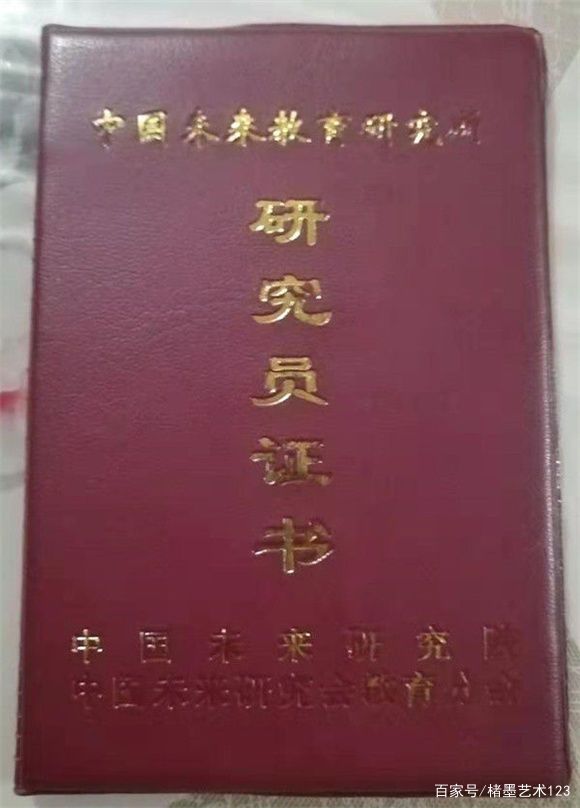 中国未来教育研究所
研究员证书
中国未来研究院
中国未来研究会教育分会
百家号/楮墨艺术123